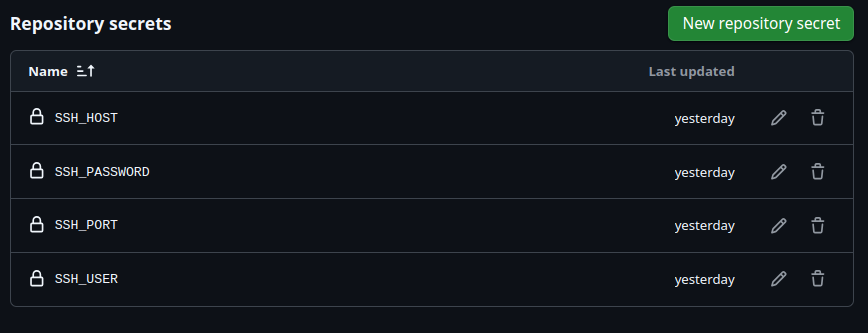 Repository secrets
New repository secret
Name Last updated
SSH_HOST yesterday
SSH_PASSWORD yesterday
SSH_PORT yesterday
SSH_USER yesterday